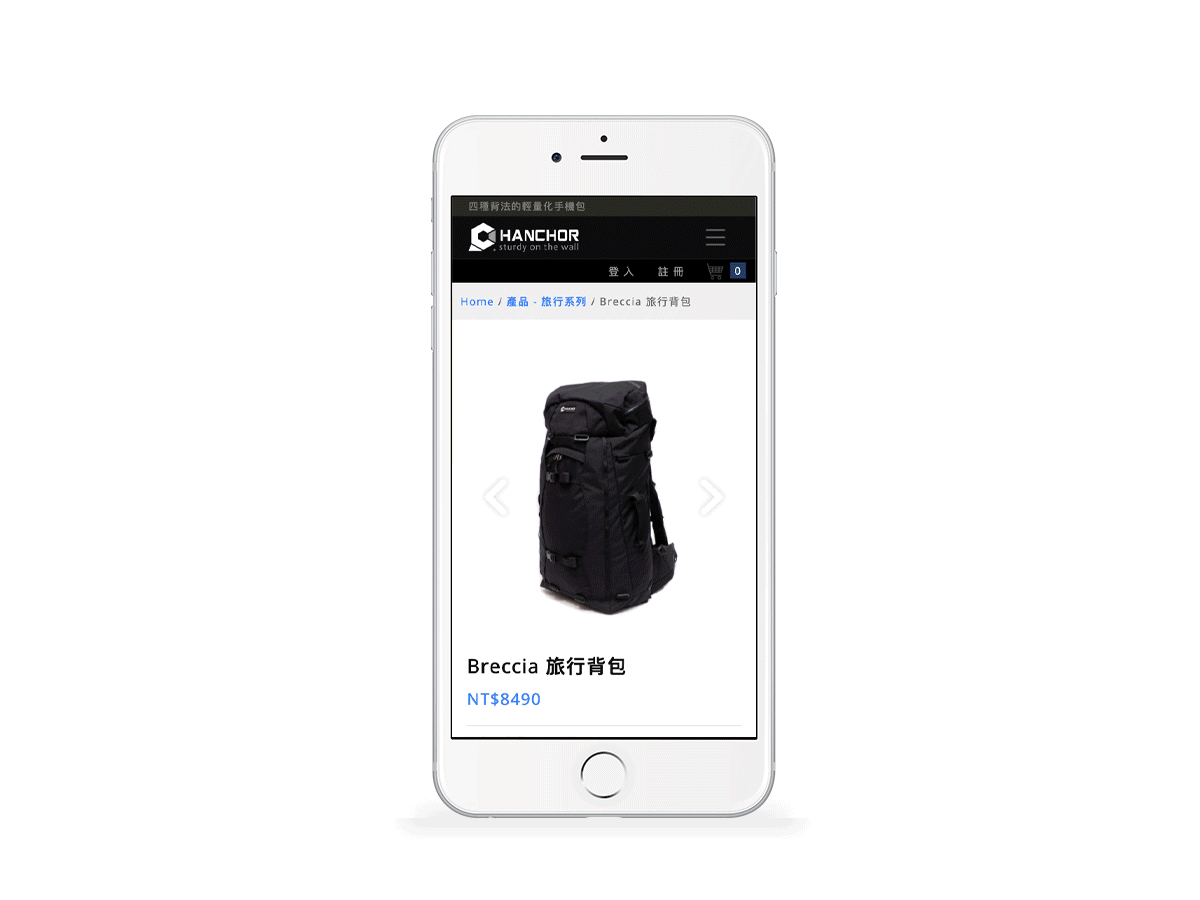 四種背法的輕量化手機包
HANCHOR
sturdy on the wall
登入 註冊 0
Home / 產品 - 旅行系列 / Breccia 旅行背包
HANCHOR
Breccia 旅行背包
NT$8490